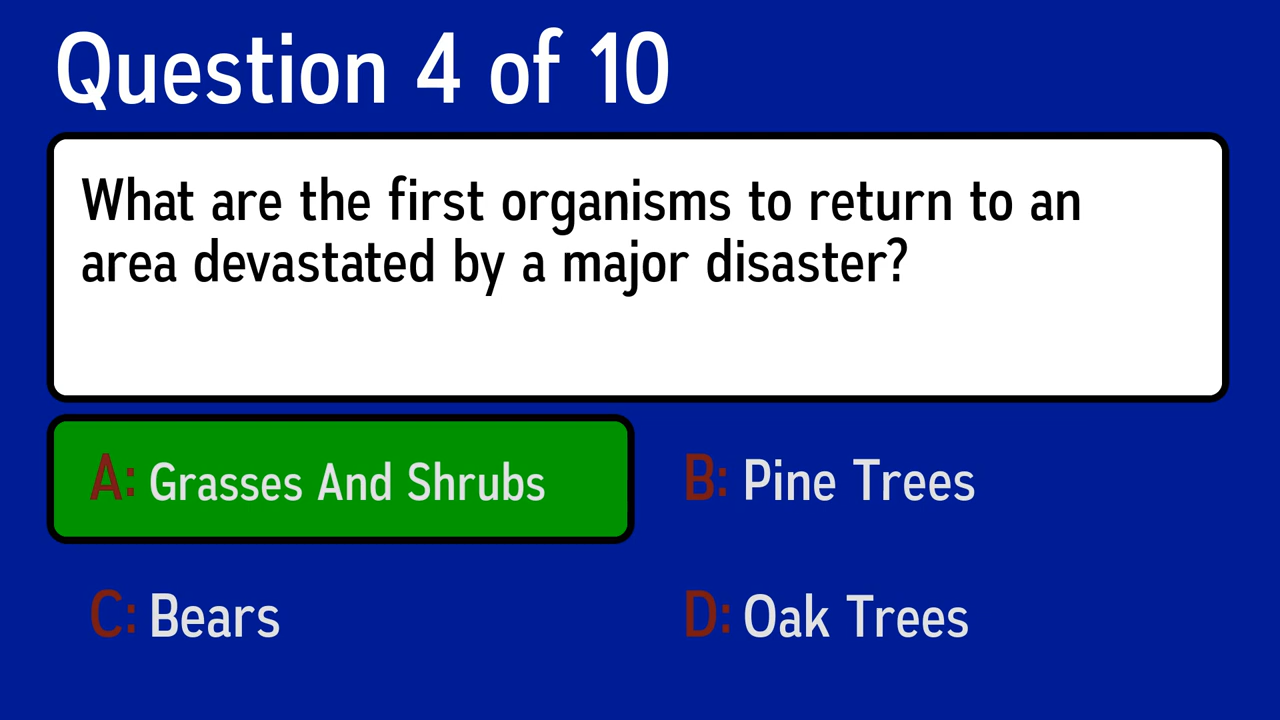 Question 4 of 10
What are the first organisms to return to an
area devastated by a major disaster?
A: Grasses And Shrubs
B: Pine Trees
C: Bears
D: Oak Trees